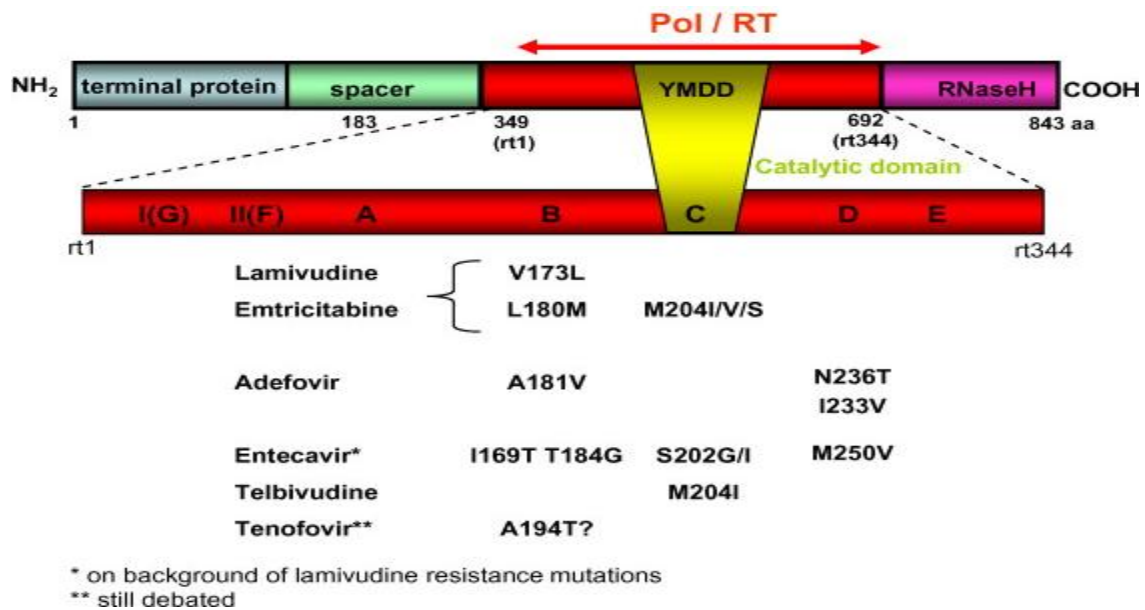 Pol / RT
NH₂ terminal protein spacer YMDD RNaseH COOH
1 183 349 692 843 aa
(rt1) (rt344)
Catalytic domain
I(G) II(F) A B C D E
rt1 rt344
Lamivudine V173L
Emtricitabine L180M M204I/V/S
Adefovir A181V N236T
I233V
Entecavir* I169T T184G S202G/I M250V
Telbivudine M204I
Tenofovir** A194T?
* on background of lamivudine resistance mutations
** still debated